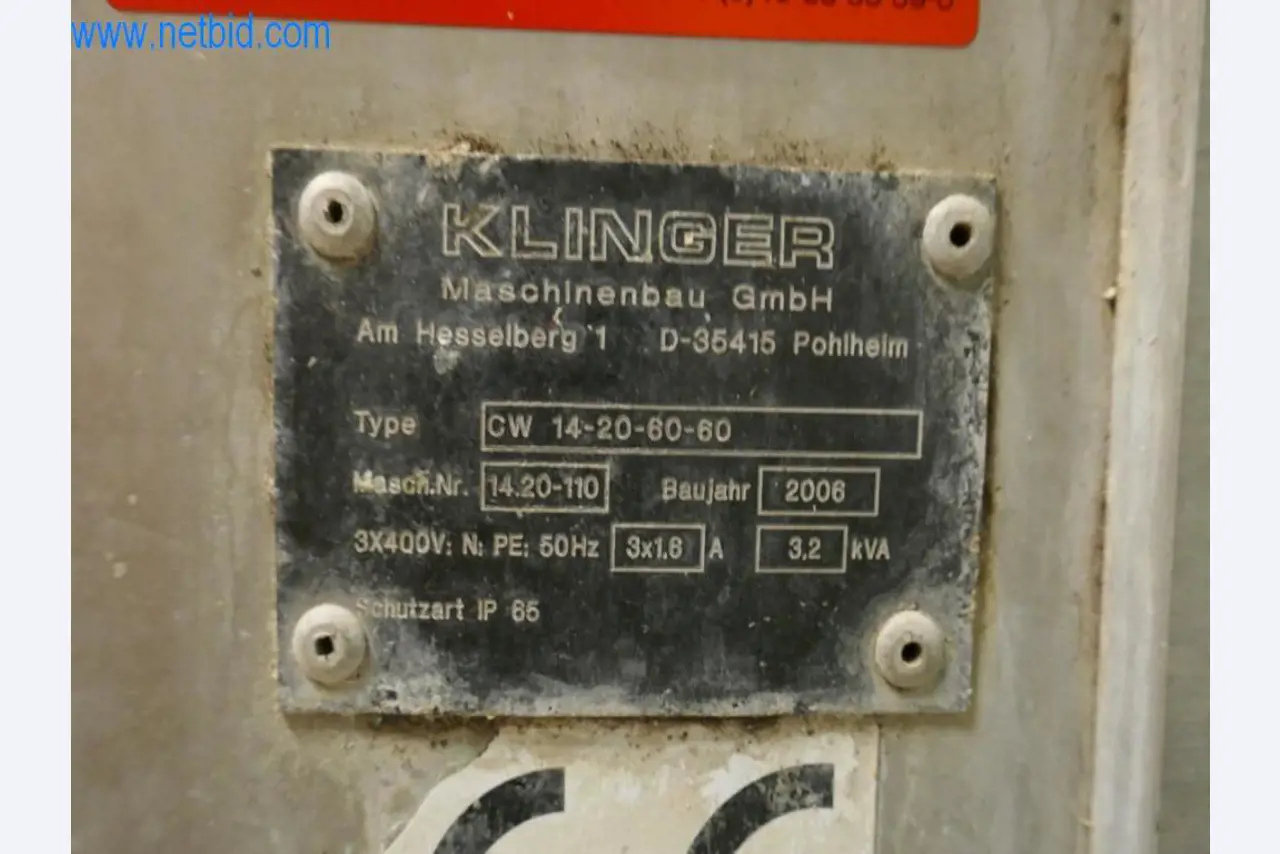 www.netbid.com
KLINGER
Maschinenbau GmbH
Am Hesselberg 1 D-35415 Pohlheim
Type CW 14-20-60-60
Masch.Nr. 14.20-110 Baujahr 2006
3X400V: N: PE: 50Hz 3x1.6 A 3.2 kVA
Schutzart IP 65
CE